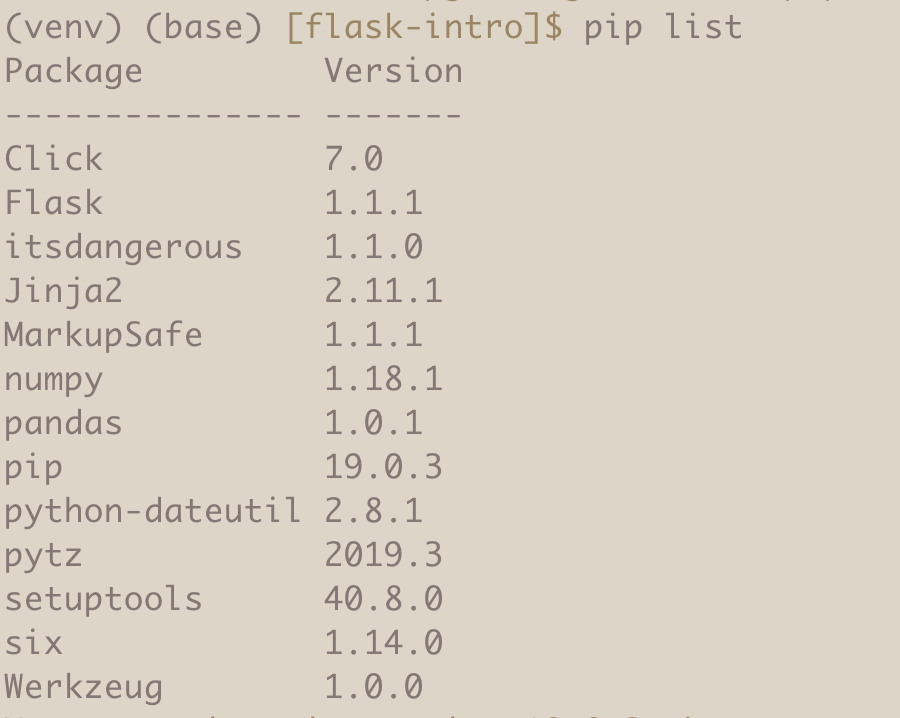 (venv) (base) [flask-intro]$ pip list
Package         Version
--------------- -------
Click           7.0
Flask           1.1.1
itsdangerous    1.1.0
Jinja2          2.11.1
MarkupSafe      1.1.1
numpy           1.18.1
pandas          1.0.1
pip             19.0.3
python-dateutil 2.8.1
pytz            2019.3
setuptools      40.8.0
six             1.14.0
Werkzeug        1.0.0